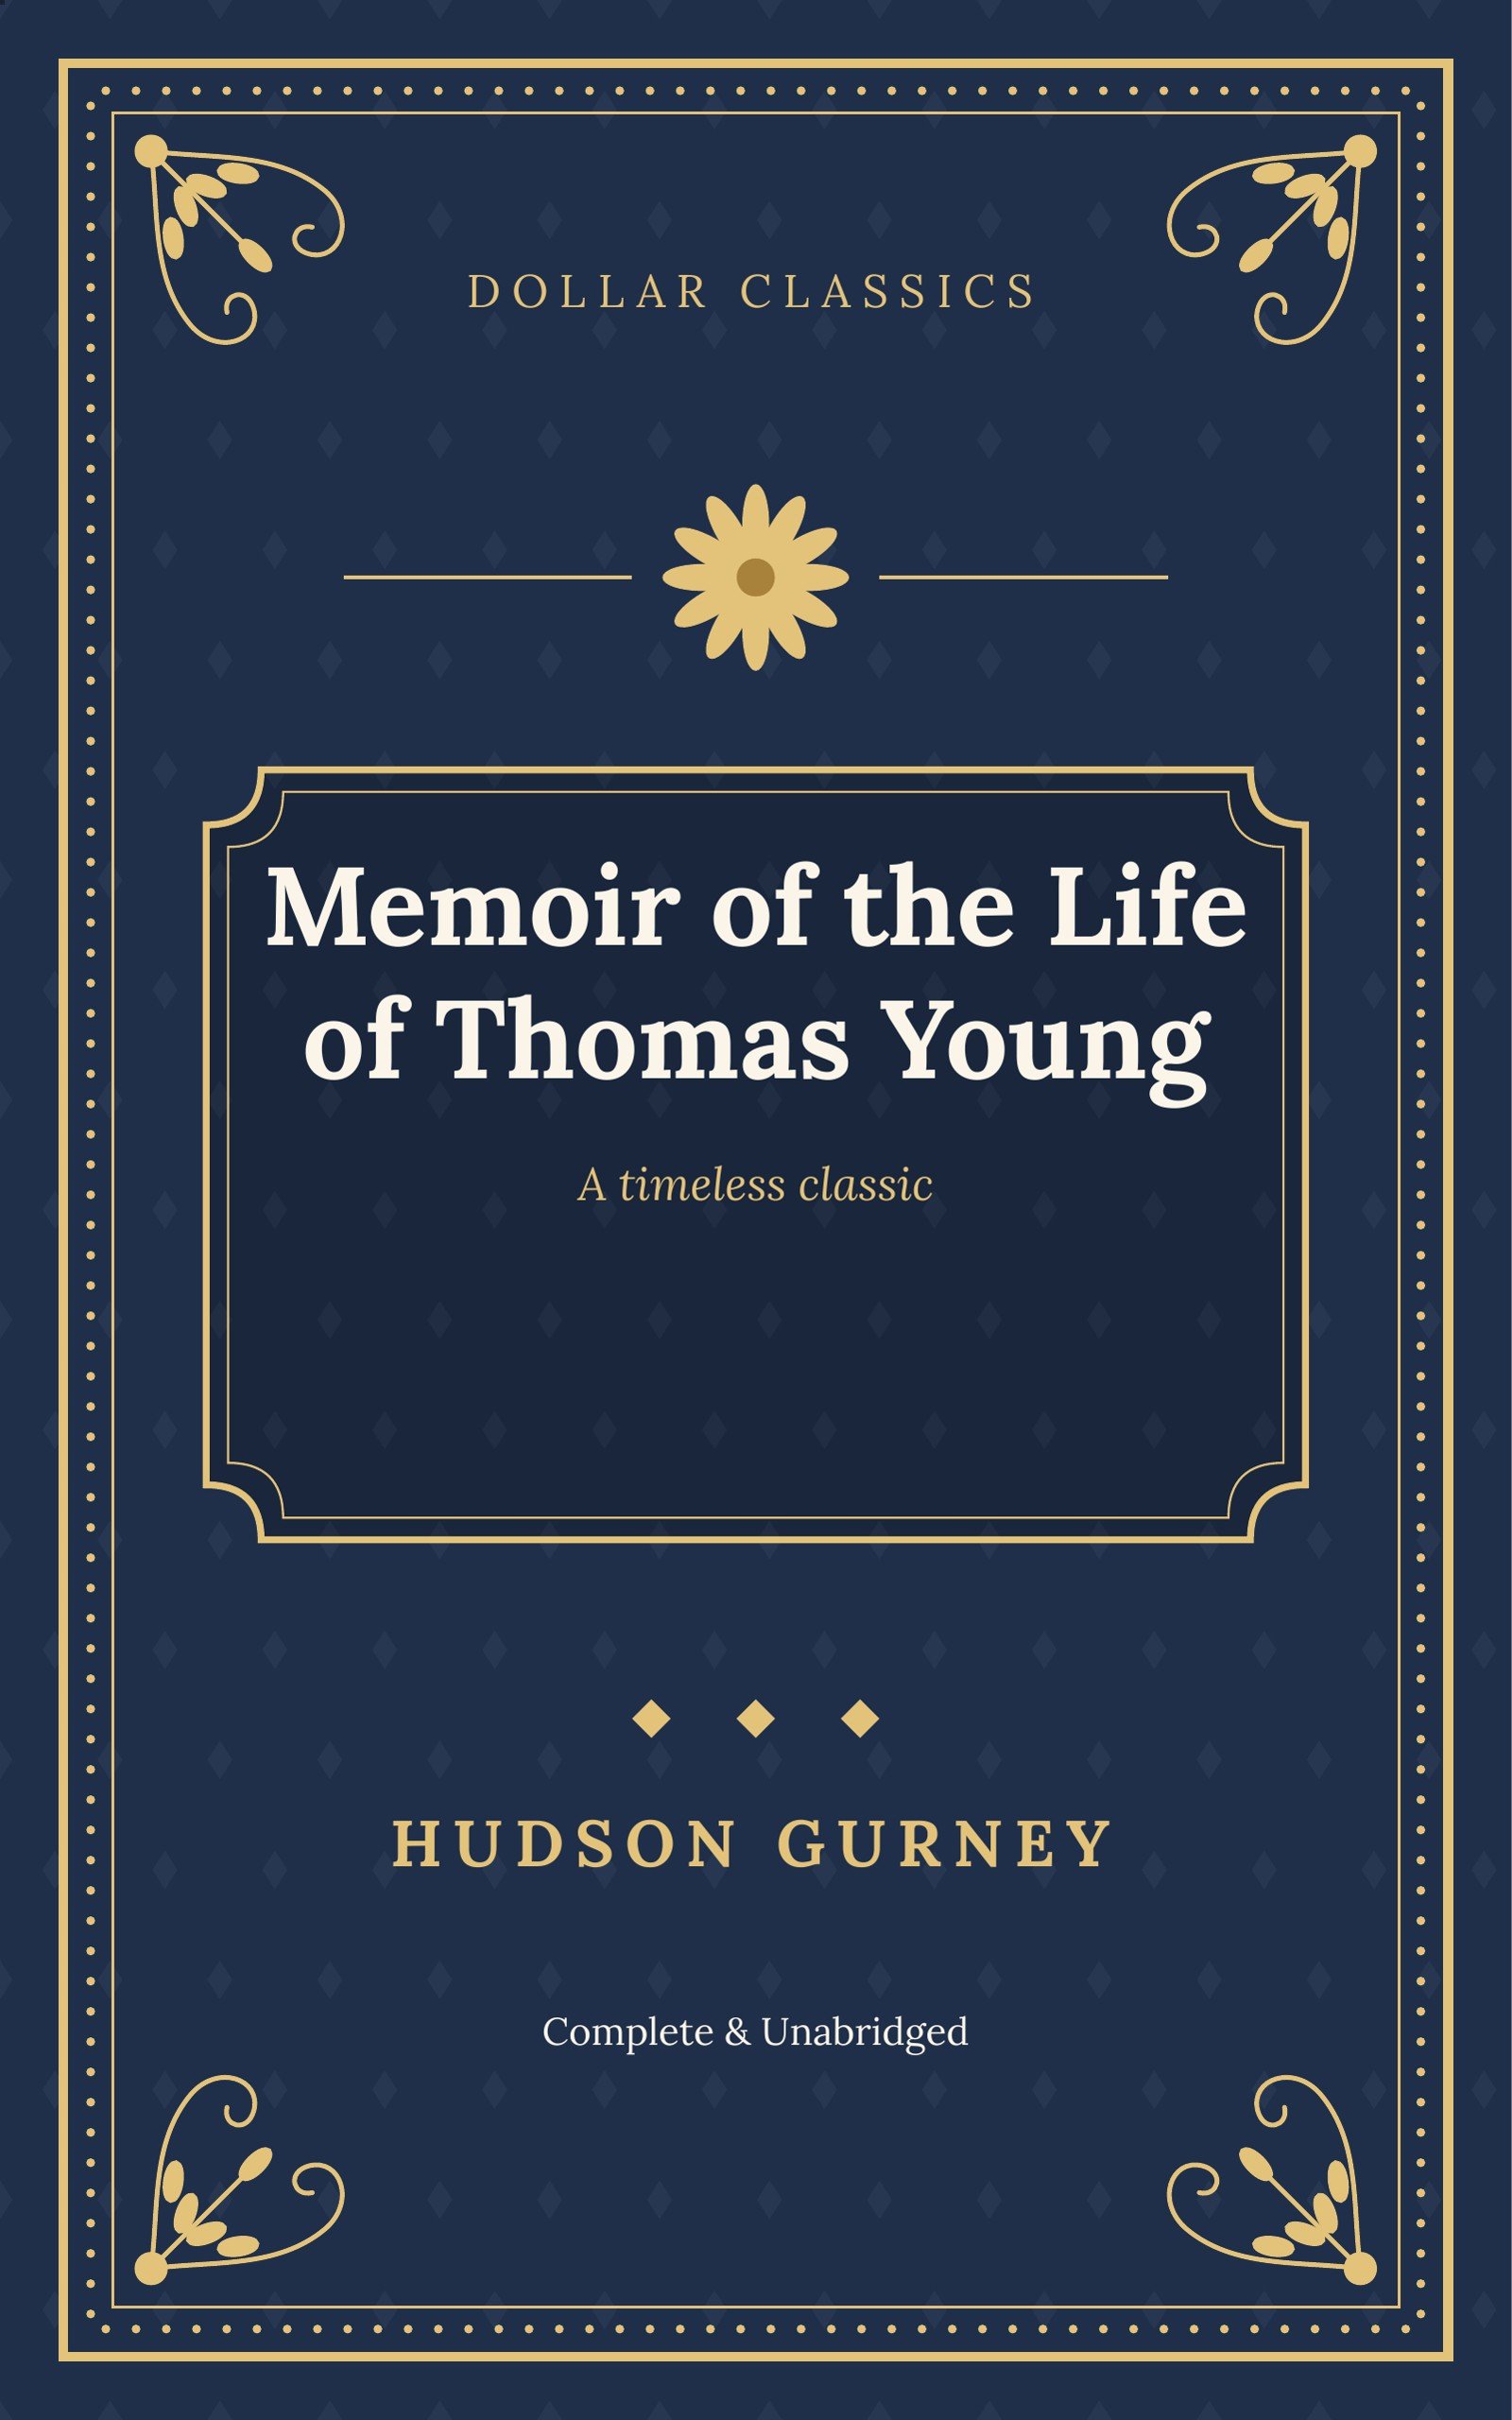 DOLLAR CLASSICS
Memoir of the Life
of Thomas Young
A timeless classic
HUDSON GURNEY
Complete & Unabridged